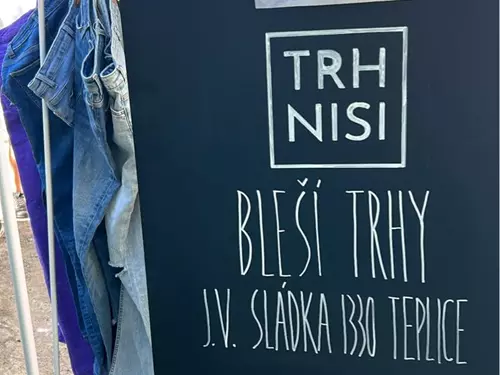 TRH
NISI
BLEŠÍ TRHY
J.V. SLÁDKA 1330 TEPLICE